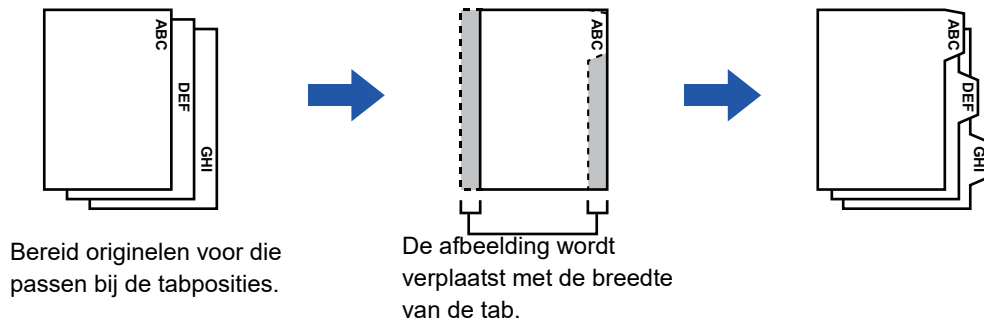 ABC
DEF
GHI
ABC
ABC
DEF
GHI
Bereid originelen voor die
passen bij de tabposities.
De afbeelding wordt
verplaatst met de breedte
van de tab.